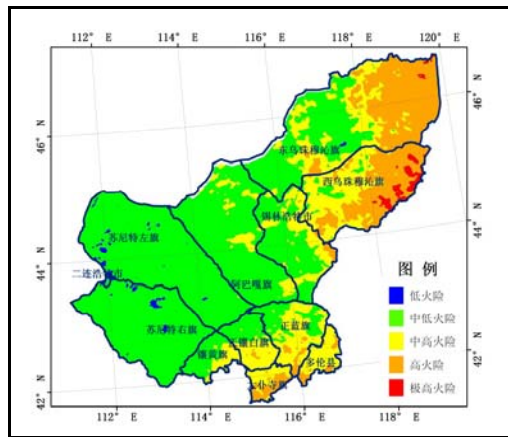 112° E 114° E 116° E 118° E 120° E
46° N
44° N
42° N
46° N
44° N
42° N
东乌珠穆沁旗
西乌珠穆沁旗
锡林浩特市
苏尼特左旗
二连浩特市
阿巴嘎旗
苏尼特右旗
正蓝旗
正镶白旗
镶黄旗
多伦县
太仆寺旗
图 例
低火险
中低火险
中高火险
高火险
极高火险
112° E 114° E 116° E 118° E